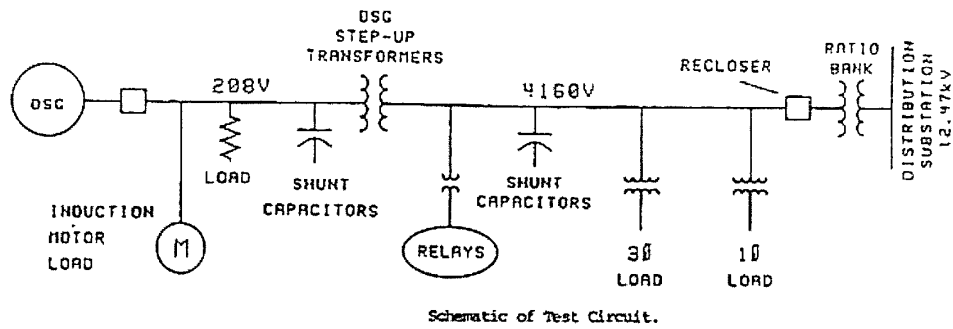 DSG
STEP-UP
TRANSFORMERS
RATIO
BANK
RECLOSER
208V
4160V
DSG
DISTRIBUTION
SUBSTATION
12.47kV
LOAD
SHUNT
CAPACITORS
SHUNT
CAPACITORS
INDUCTION
MOTOR
LOAD
M
RELAYS
3Ø
LOAD
1Ø
LOAD
Schematic of Test Circuit.